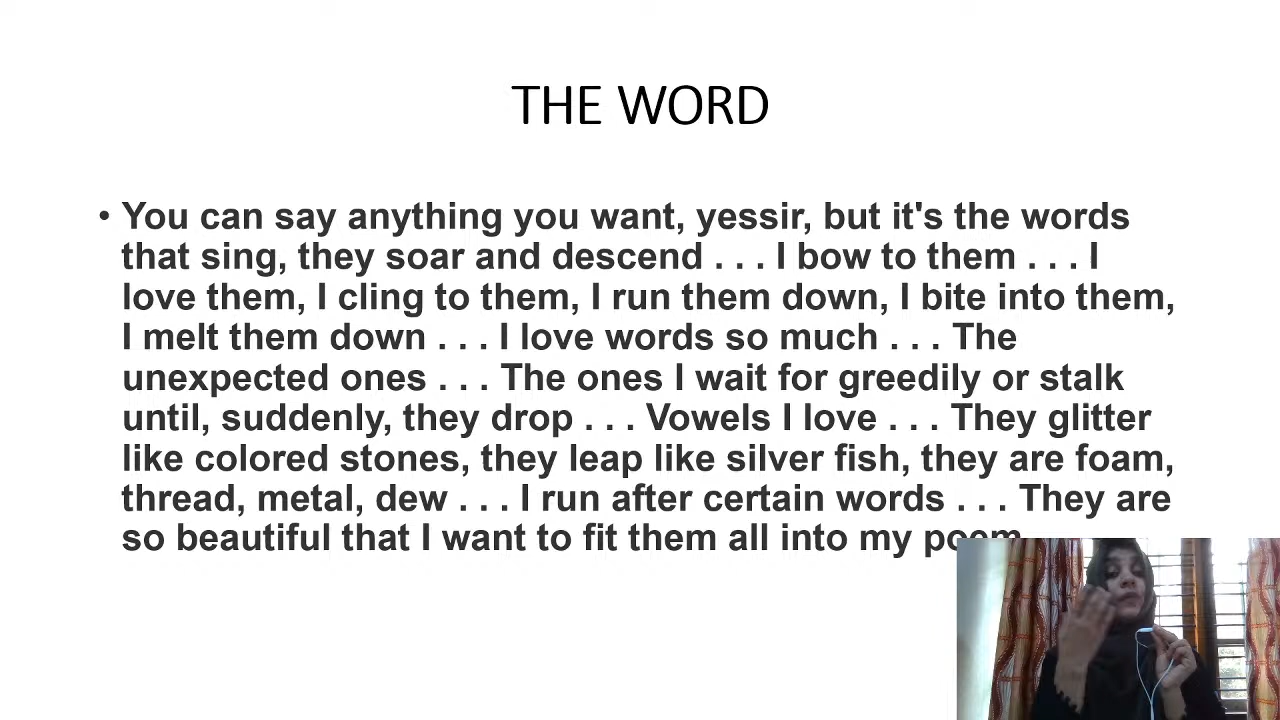 THE WORD
• You can say anything you want, yessir, but it's the words
that sing, they soar and descend . . . I bow to them . . . I
love them, I cling to them, I run them down, I bite into them,
I melt them down . . . I love words so much . . . The
unexpected ones . . . The ones I wait for greedily or stalk
until, suddenly, they drop . . . Vowels I love . . . They glitter
like colored stones, they leap like silver fish, they are foam,
thread, metal, dew . . . I run after certain words . . . They are
so beautiful that I want to fit them all into my poem